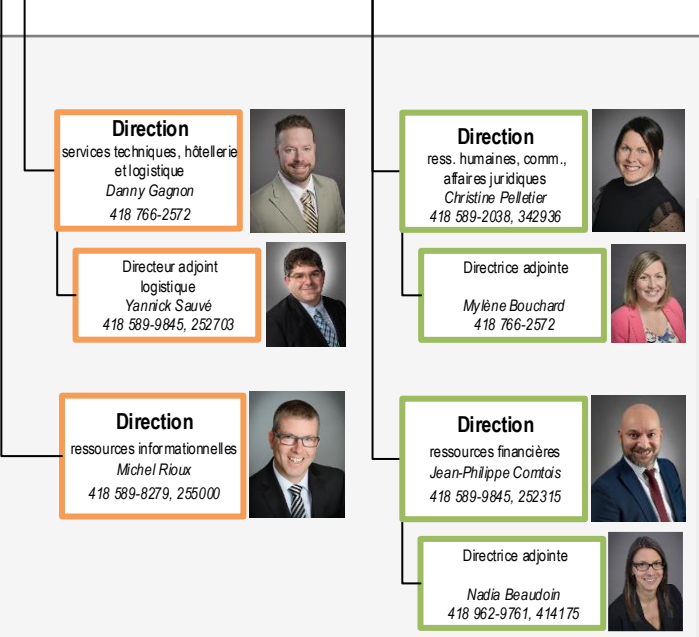 Direction
services techniques, hôtellerie
et logistique
Danny Gagnon
418 766-2572
Directeur adjoint
logistique
Yannick Sauvé
418 589-9845, 252703
Direction
ressources informationnelles
Michel Rioux
418 589-8279, 255000
Direction
ress. humaines, comm.,
affaires juridiques
Christine Pelletier
418 589-2038, 342936
Directrice adjointe
Mylène Bouchard
418 766-2572
Direction
ressources financières
Jean-Philippe Comtois
418 589-9845, 252315
Directrice adjointe
Nadia Beaudoin
418 962-9761, 414175